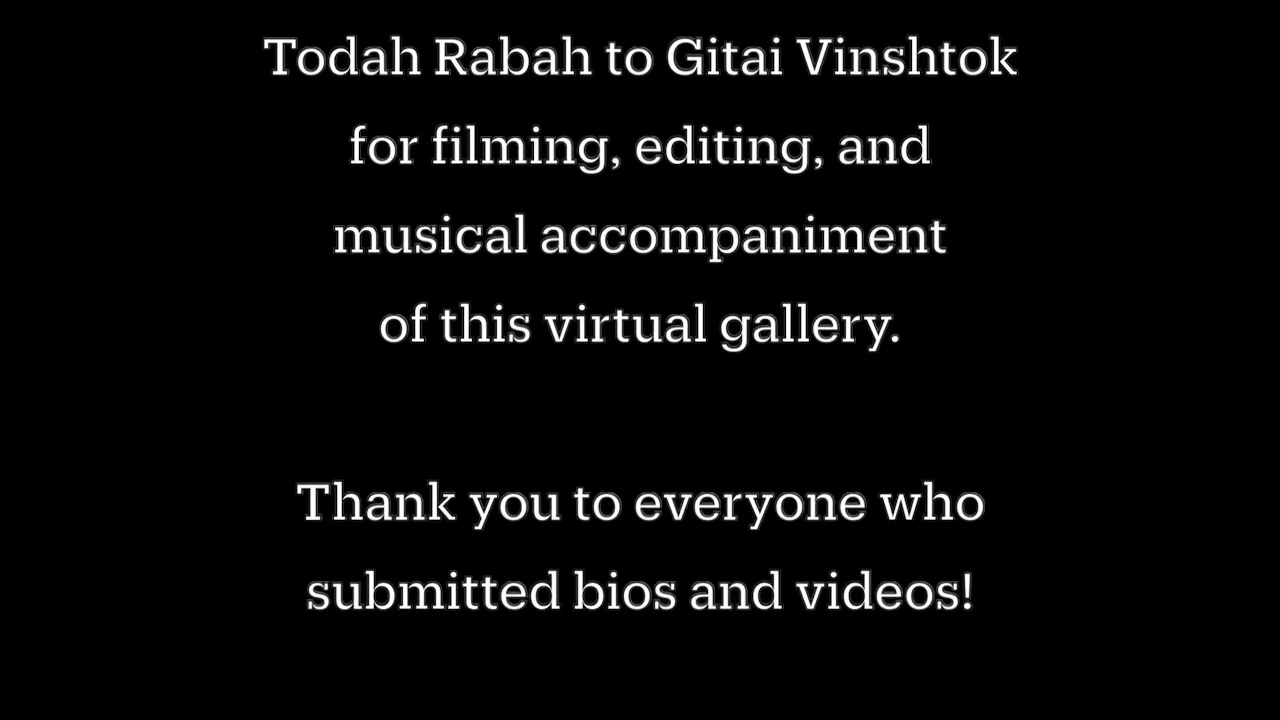 Todah Rabah to Gitai Vinshtok
for filming, editing, and
musical accompaniment
of this virtual gallery.
Thank you to everyone who
submitted bios and videos!